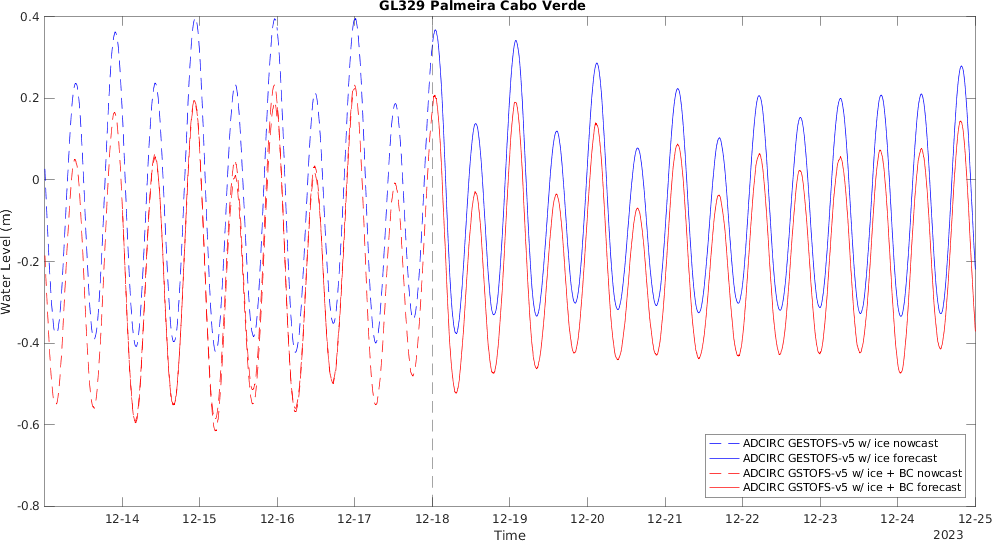 GL329 Palmeira Cabo Verde
0.4
0.2
0
-0.2
-0.4
-0.6
-0.8
Water Level (m)
ADCIRC GESTOFS-v5 w/ ice nowcast
ADCIRC GESTOFS-v5 w/ ice forecast
ADCIRC GSTOFS-v5 w/ ice + BC nowcast
ADCIRC GSTOFS-v5 w/ ice + BC forecast
12-14 12-15 12-16 12-17 12-18 12-19 12-20 12-21 12-22 12-23 12-24 12-25
Time
2023